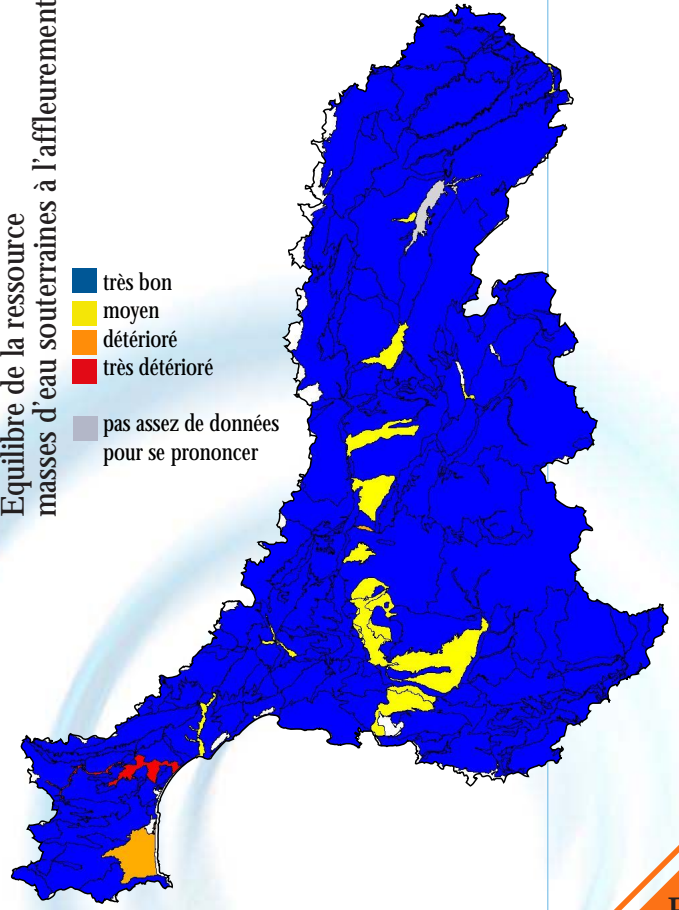 Equilibre de la ressource
masses d'eau souterraines à l'affleurement
très bon
moyen
détérioré
très détérioré
pas assez de données
pour se prononcer